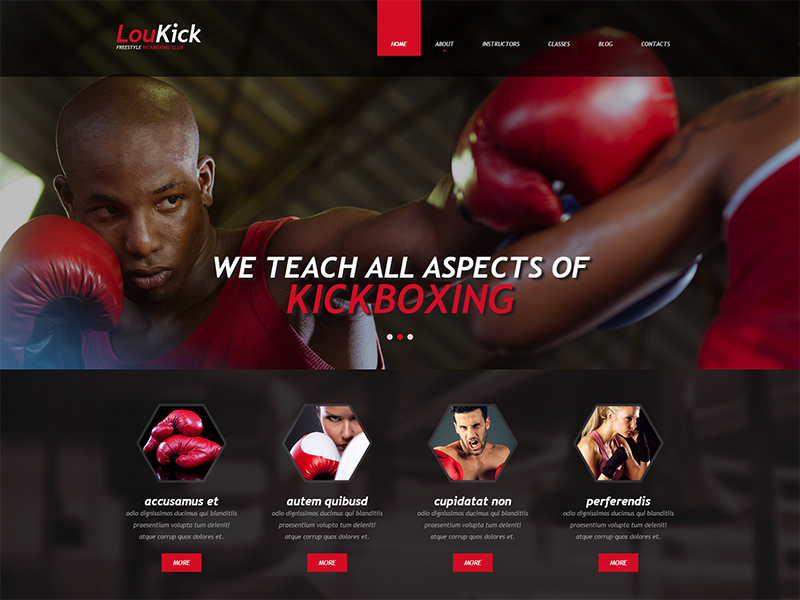 LouKick
FREESTYLE KICKBOXING CLUB
HOME ABOUT INSTRUCTORS CLASSES BLOG CONTACTS
WE TEACH ALL ASPECTS OF
KICKBOXING
accusamus et
odio dignissimos ducimus qui blanditiis
praesentium volupta tum deleniti
atque corrup quos dolores et.
MORE
autem quibusd
odio dignissimos ducimus qui blanditiis
praesentium volupta tum deleniti
atque corrup quos dolores et.
MORE
cupidatat non
odio dignissimos ducimus qui blanditiis
praesentium volupta tum deleniti
atque corrup quos dolores et.
MORE
perferendis
odio dignissimos ducimus qui blanditiis
praesentium volupta tum deleniti
atque corrup quos dolores et.
MORE